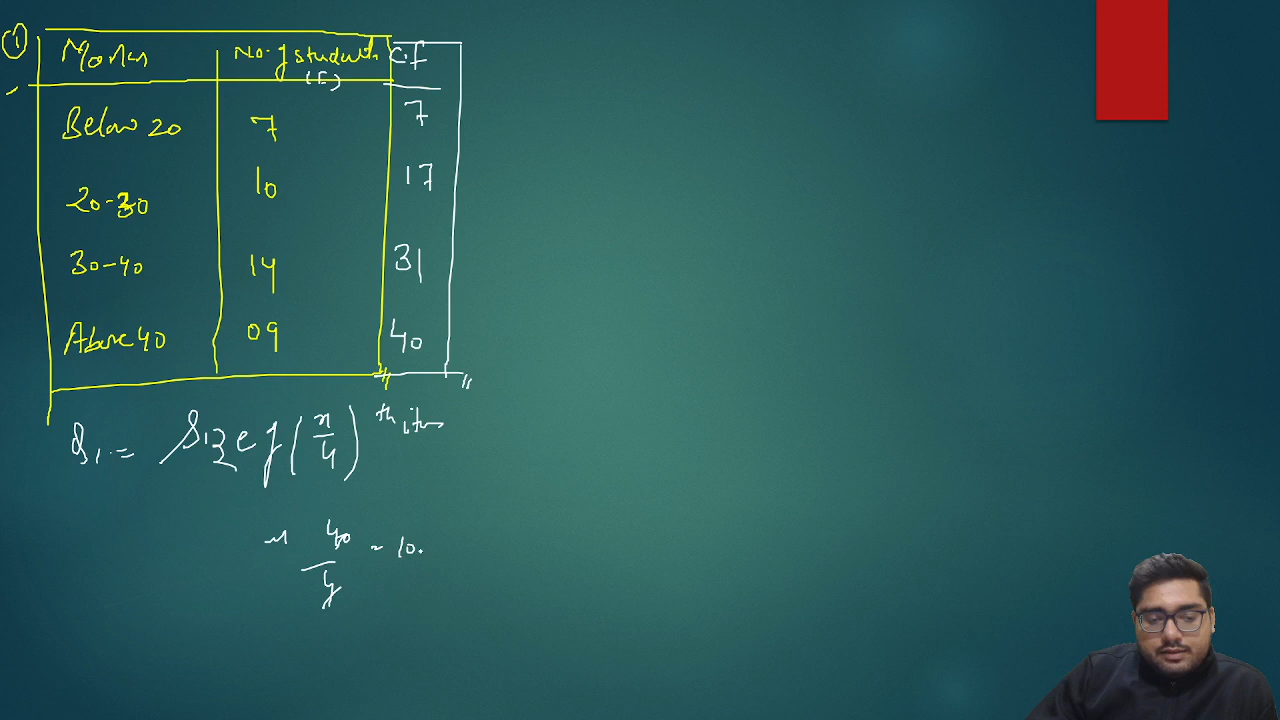 ① Marks No. of students C.f
(f)
Below 20 7 7
20-30 10 17
30-40 14 31
Above 40 09 40
Q₁ = Size of (n/4)th item
40/4 = 10.